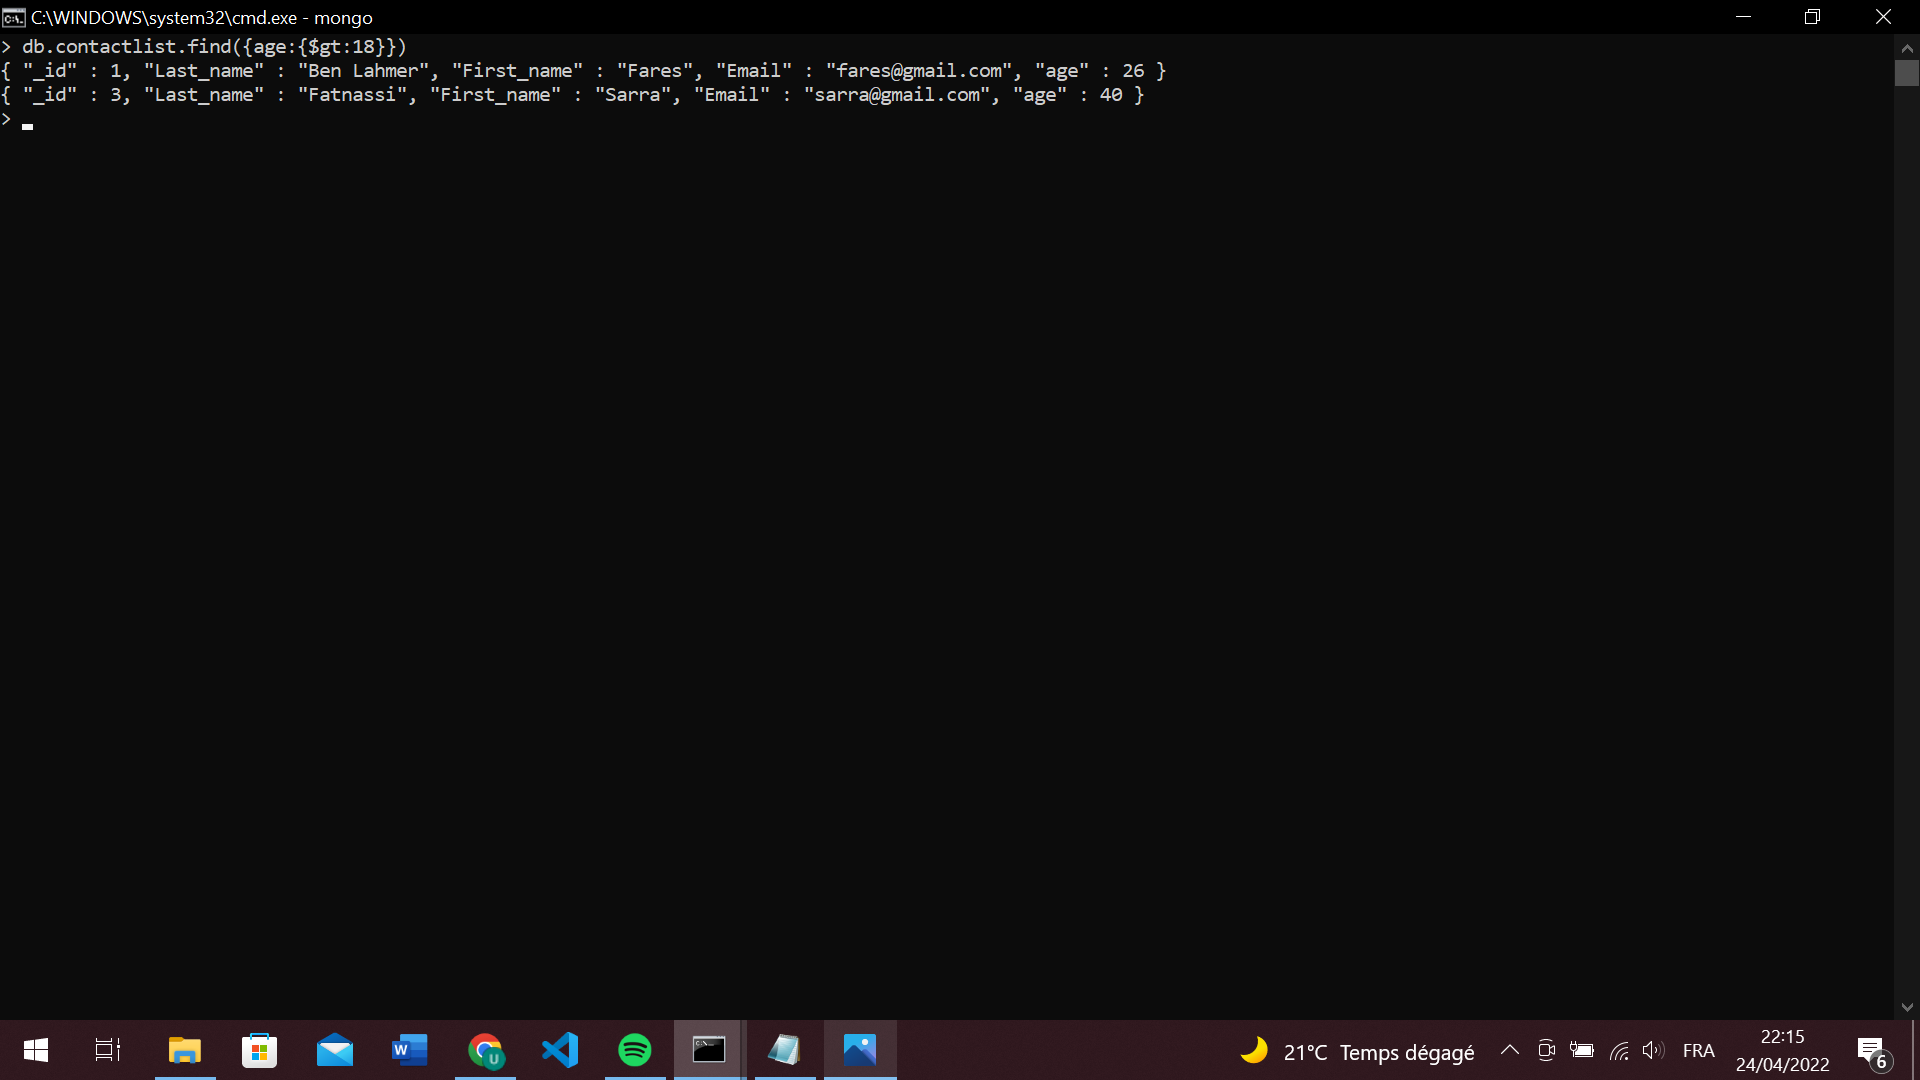 C:\WINDOWS\system32\cmd.exe - mongo
> db.contactlist.find({age:{$gt:18}})
{ "_id" : 1, "Last_name" : "Ben Lahmer", "First_name" : "Fares", "Email" : "fares@gmail.com", "age" : 26 }
{ "_id" : 3, "Last_name" : "Fatnassi", "First_name" : "Sarra", "Email" : "sarra@gmail.com", "age" : 40 }
>
21°C Temps dégagé
FRA
22:15
24/04/2022
6